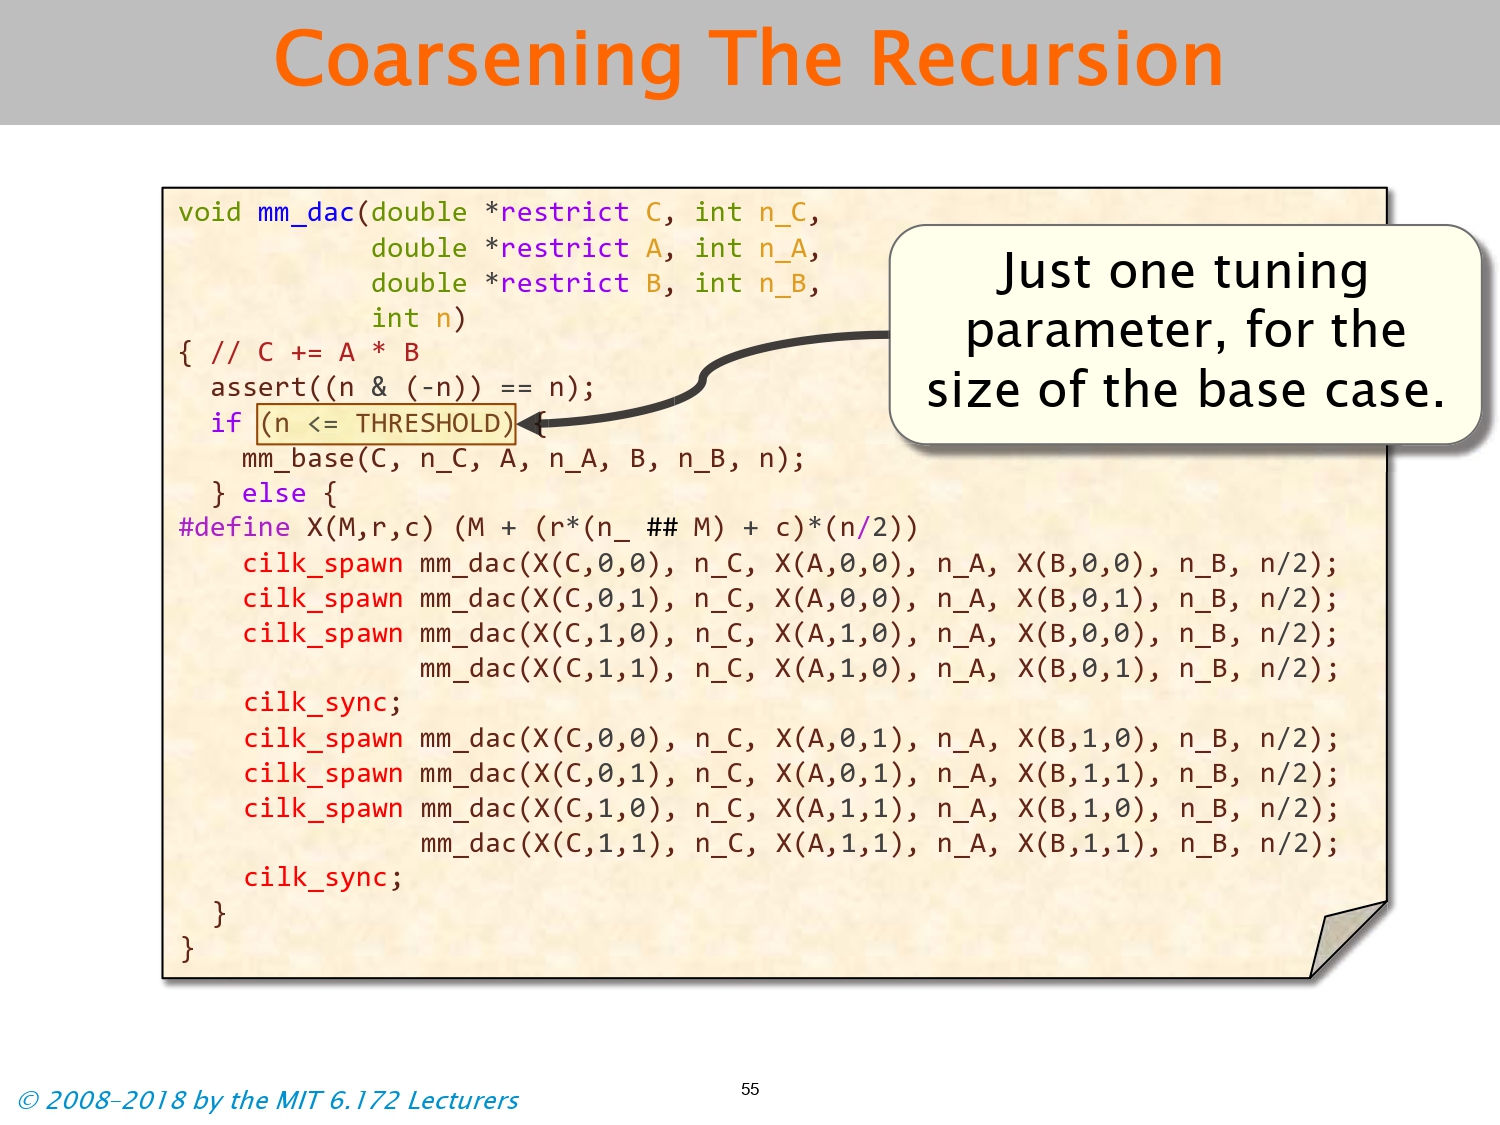 Coarsening The Recursion
void mm_dac(double *restrict C, int n_C,
            double *restrict A, int n_A,
            double *restrict B, int n_B,
            int n)
{ // C += A * B
  assert((n & (-n)) == n);
  if (n <= THRESHOLD) {
    mm_base(C, n_C, A, n_A, B, n_B, n);
  } else {
#define X(M,r,c) (M + (r*(n_ ## M) + c)*(n/2))
    cilk_spawn mm_dac(X(C,0,0), n_C, X(A,0,0), n_A, X(B,0,0), n_B, n/2);
    cilk_spawn mm_dac(X(C,0,1), n_C, X(A,0,0), n_A, X(B,0,1), n_B, n/2);
    cilk_spawn mm_dac(X(C,1,0), n_C, X(A,1,0), n_A, X(B,0,0), n_B, n/2);
               mm_dac(X(C,1,1), n_C, X(A,1,0), n_A, X(B,0,1), n_B, n/2);
    cilk_sync;
    cilk_spawn mm_dac(X(C,0,0), n_C, X(A,0,1), n_A, X(B,1,0), n_B, n/2);
    cilk_spawn mm_dac(X(C,0,1), n_C, X(A,0,1), n_A, X(B,1,1), n_B, n/2);
    cilk_spawn mm_dac(X(C,1,0), n_C, X(A,1,1), n_A, X(B,1,0), n_B, n/2);
               mm_dac(X(C,1,1), n_C, X(A,1,1), n_A, X(B,1,1), n_B, n/2);
    cilk_sync;
  }
}
Just one tuning
parameter, for the
size of the base case.
© 2008–2018 by the MIT 6.172 Lecturers
55